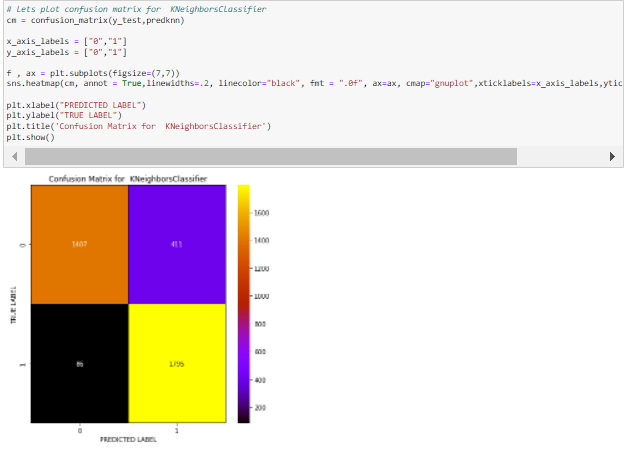 # Lets plot confusion matrix for  KNeighborsClassifier
cm = confusion_matrix(y_test,predknn)
x_axis_labels = ["0","1"]
y_axis_labels = ["0","1"]
f , ax = plt.subplots(figsize=(7,7))
sns.heatmap(cm, annot = True,linewidths=.2, linecolor="black", fmt = ".0f", ax=ax, cmap="gnuplot",xticklabels=x_axis_labels,ytic
plt.xlabel("PREDICTED LABEL")
plt.ylabel("TRUE LABEL")
plt.title('Confusion Matrix for  KNeighborsClassifier')
plt.show()
Confusion Matrix for  KNeighborsClassifier
TRUE LABEL
0
1407
411
1
86
1795
0
1
PREDICTED LABEL
1600
1400
1200
1000
800
600
400
200